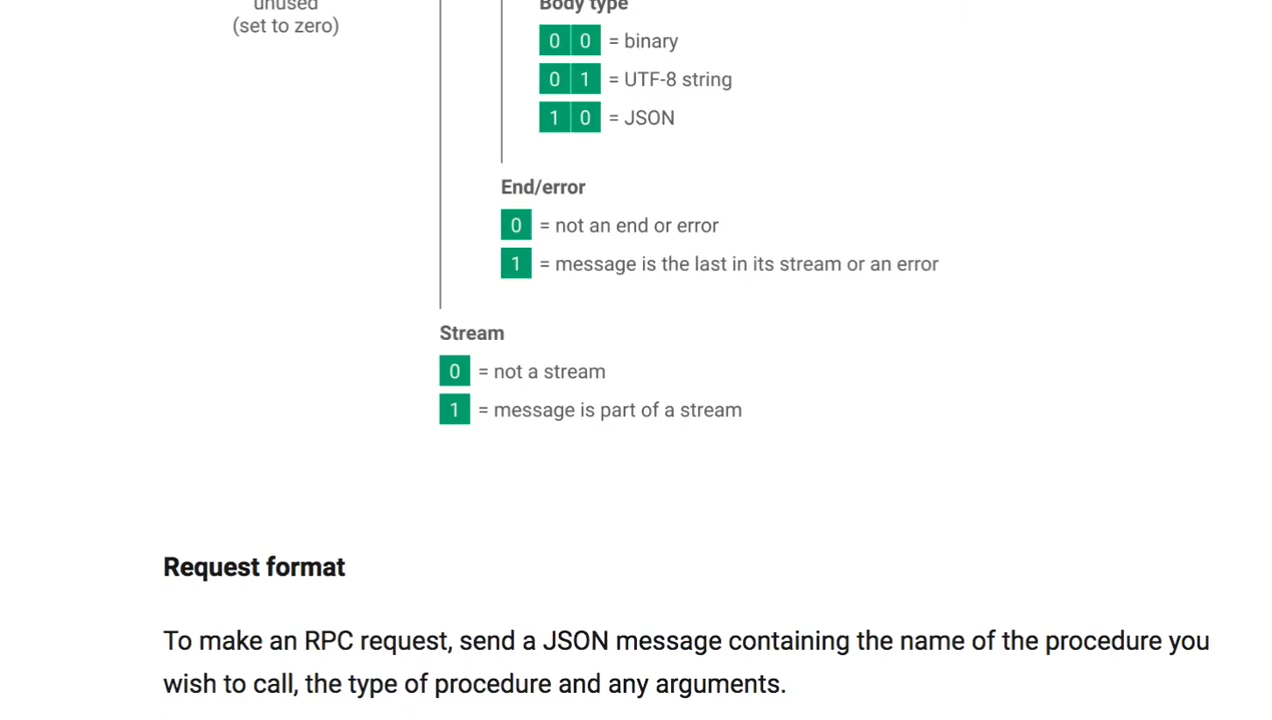 unused
(set to zero)
Body type
0 0 = binary
0 1 = UTF-8 string
1 0 = JSON
End/error
0 = not an end or error
1 = message is the last in its stream or an error
Stream
0 = not a stream
1 = message is part of a stream
Request format
To make an RPC request, send a JSON message containing the name of the procedure you
wish to call, the type of procedure and any arguments.